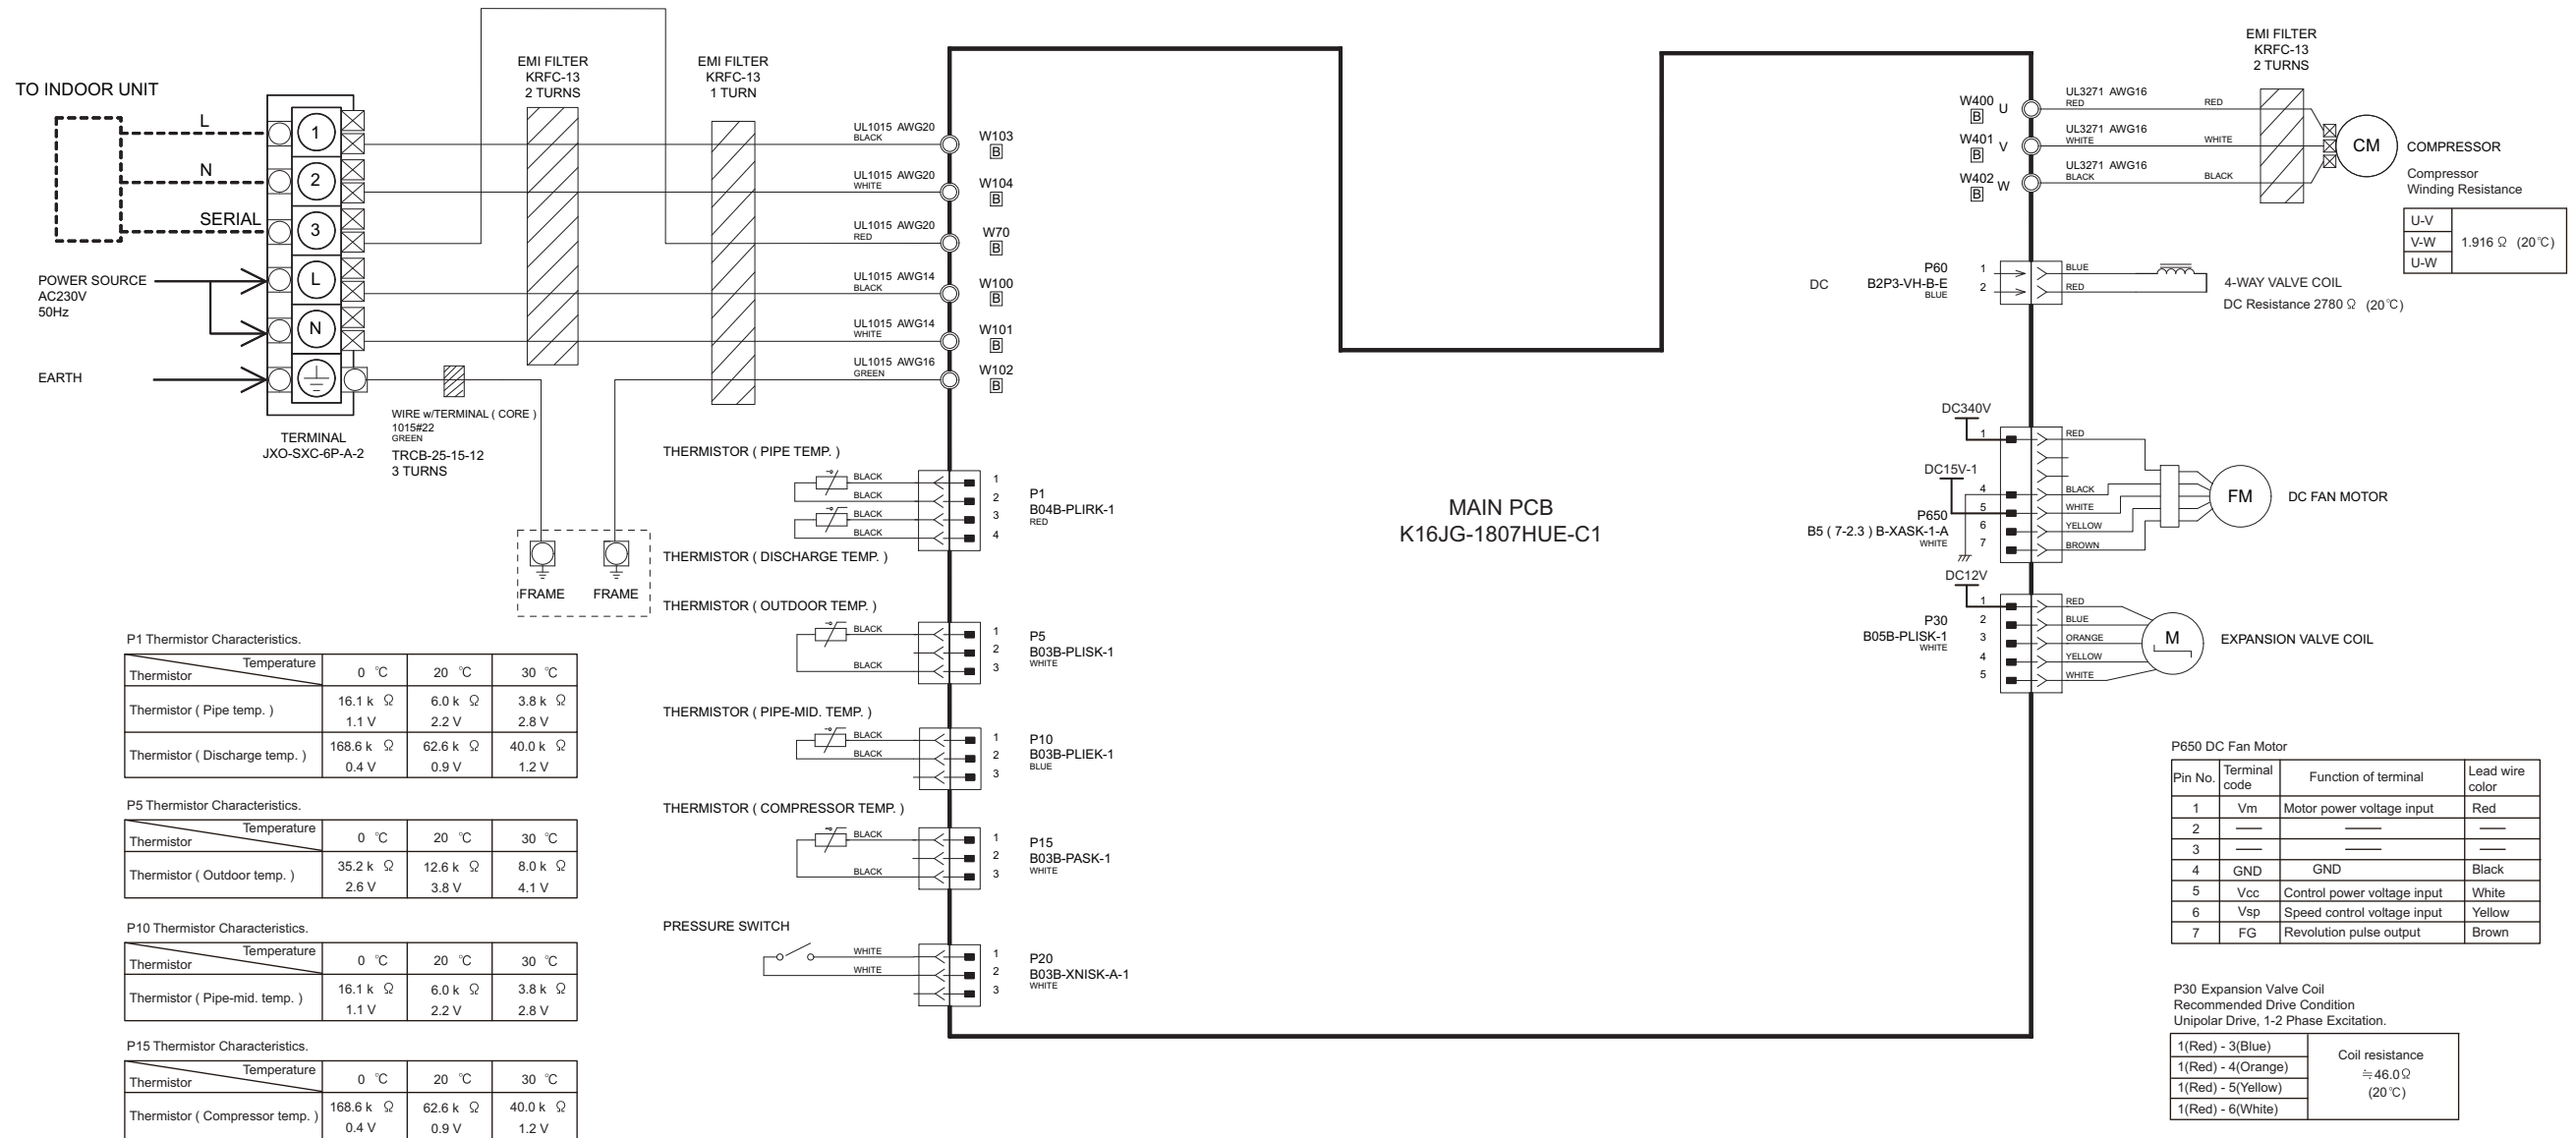 TO INDOOR UNIT
L
N
SERIAL
POWER SOURCE
AC230V
50Hz
EARTH
1
2
3
L
N
TERMINAL
JXO-SXC-6P-A-2
WIRE w/TERMINAL ( CORE )
1015#22
GREEN
TRCB-25-15-12
3 TURNS
EMI FILTER
KRFC-13
2 TURNS
EMI FILTER
KRFC-13
1 TURN
FRAME
FRAME
UL1015 AWG20
BLACK
W103
B
UL1015 AWG20
WHITE
W104
B
UL1015 AWG20
RED
W70
B
UL1015 AWG14
BLACK
W100
B
UL1015 AWG14
WHITE
W101
B
UL1015 AWG16
GREEN
W102
B
THERMISTOR ( PIPE TEMP. )
BLACK
BLACK
BLACK
BLACK
1
2
3
4
P1
B04B-PLIRK-1
RED
THERMISTOR ( DISCHARGE TEMP. )
THERMISTOR ( OUTDOOR TEMP. )
BLACK
BLACK
1
2
3
P5
B03B-PLISK-1
WHITE
THERMISTOR ( PIPE-MID. TEMP. )
BLACK
BLACK
1
2
3
P10
B03B-PLIEK-1
BLUE
THERMISTOR ( COMPRESSOR TEMP. )
BLACK
BLACK
1
2
3
P15
B03B-PASK-1
WHITE
PRESSURE SWITCH
WHITE
WHITE
1
2
3
P20
B03B-XNISK-A-1
WHITE
MAIN PCB
K16JG-1807HUE-C1
EMI FILTER
KRFC-13
2 TURNS
W400 U
B
UL3271 AWG16
RED RED
W401 V
B
UL3271 AWG16
WHITE WHITE
W402 W
B
UL3271 AWG16
BLACK BLACK
CM
COMPRESSOR
Compressor
Winding Resistance
U-V
V-W 1.916 Ω (20℃)
U-W
DC
P60
B2P3-VH-B-E
BLUE
1
2
BLUE
RED
4-WAY VALVE COIL
DC Resistance 2780 Ω (20℃)
DC340V
1
DC15V-1
4
5
6
7
P650
B5 ( 7-2.3 ) B-XASK-1-A
WHITE
RED
BLACK
WHITE
YELLOW
BROWN
FM
DC FAN MOTOR
DC12V
1
2
3
4
5
P30
B05B-PLISK-1
WHITE
RED
BLUE
ORANGE
YELLOW
WHITE
M
EXPANSION VALVE COIL
P1 Thermistor Characteristics.
Temperature
Thermistor 0 ℃ 20 ℃ 30 ℃
Thermistor ( Pipe temp. ) 16.1 k Ω 6.0 k Ω 3.8 k Ω
1.1 V 2.2 V 2.8 V
Thermistor ( Discharge temp. ) 168.6 k Ω 62.6 k Ω 40.0 k Ω
0.4 V 0.9 V 1.2 V
P5 Thermistor Characteristics.
Temperature
Thermistor 0 ℃ 20 ℃ 30 ℃
Thermistor ( Outdoor temp. ) 35.2 k Ω 12.6 k Ω 8.0 k Ω
2.6 V 3.8 V 4.1 V
P10 Thermistor Characteristics.
Temperature
Thermistor 0 ℃ 20 ℃ 30 ℃
Thermistor ( Pipe-mid. temp. ) 16.1 k Ω 6.0 k Ω 3.8 k Ω
1.1 V 2.2 V 2.8 V
P15 Thermistor Characteristics.
Temperature
Thermistor 0 ℃ 20 ℃ 30 ℃
Thermistor ( Compressor temp. ) 168.6 k Ω 62.6 k Ω 40.0 k Ω
0.4 V 0.9 V 1.2 V
P650 DC Fan Motor
Pin No. Terminal code Function of terminal Lead wire color
1 Vm Motor power voltage input Red
2 — — —
3 — — —
4 GND GND Black
5 Vcc Control power voltage input White
6 Vsp Speed control voltage input Yellow
7 FG Revolution pulse output Brown
P30 Expansion Valve Coil
Recommended Drive Condition
Unipolar Drive, 1-2 Phase Excitation.
1(Red) - 3(Blue)
1(Red) - 4(Orange)
1(Red) - 5(Yellow)
1(Red) - 6(White)
Coil resistance
≒46.0Ω
(20℃)